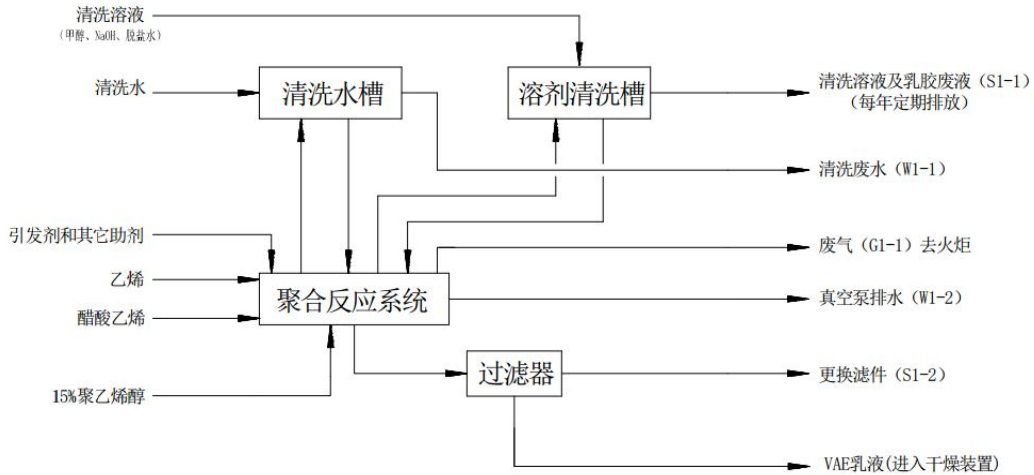 清洗溶液
（甲醇、NaOH、脱盐水）
清洗水
清洗水槽
溶剂清洗槽
清洗溶液及乳胶废液（S1-1）
（每年定期排放）
清洗废水（W1-1）
引发剂和其它助剂
废气（G1-1）去火炬
乙烯
聚合反应系统
真空泵排水（W1-2）
醋酸乙烯
过滤器
更换滤件（S1-2）
15%聚乙烯醇
VAE乳液(进入干燥装置)